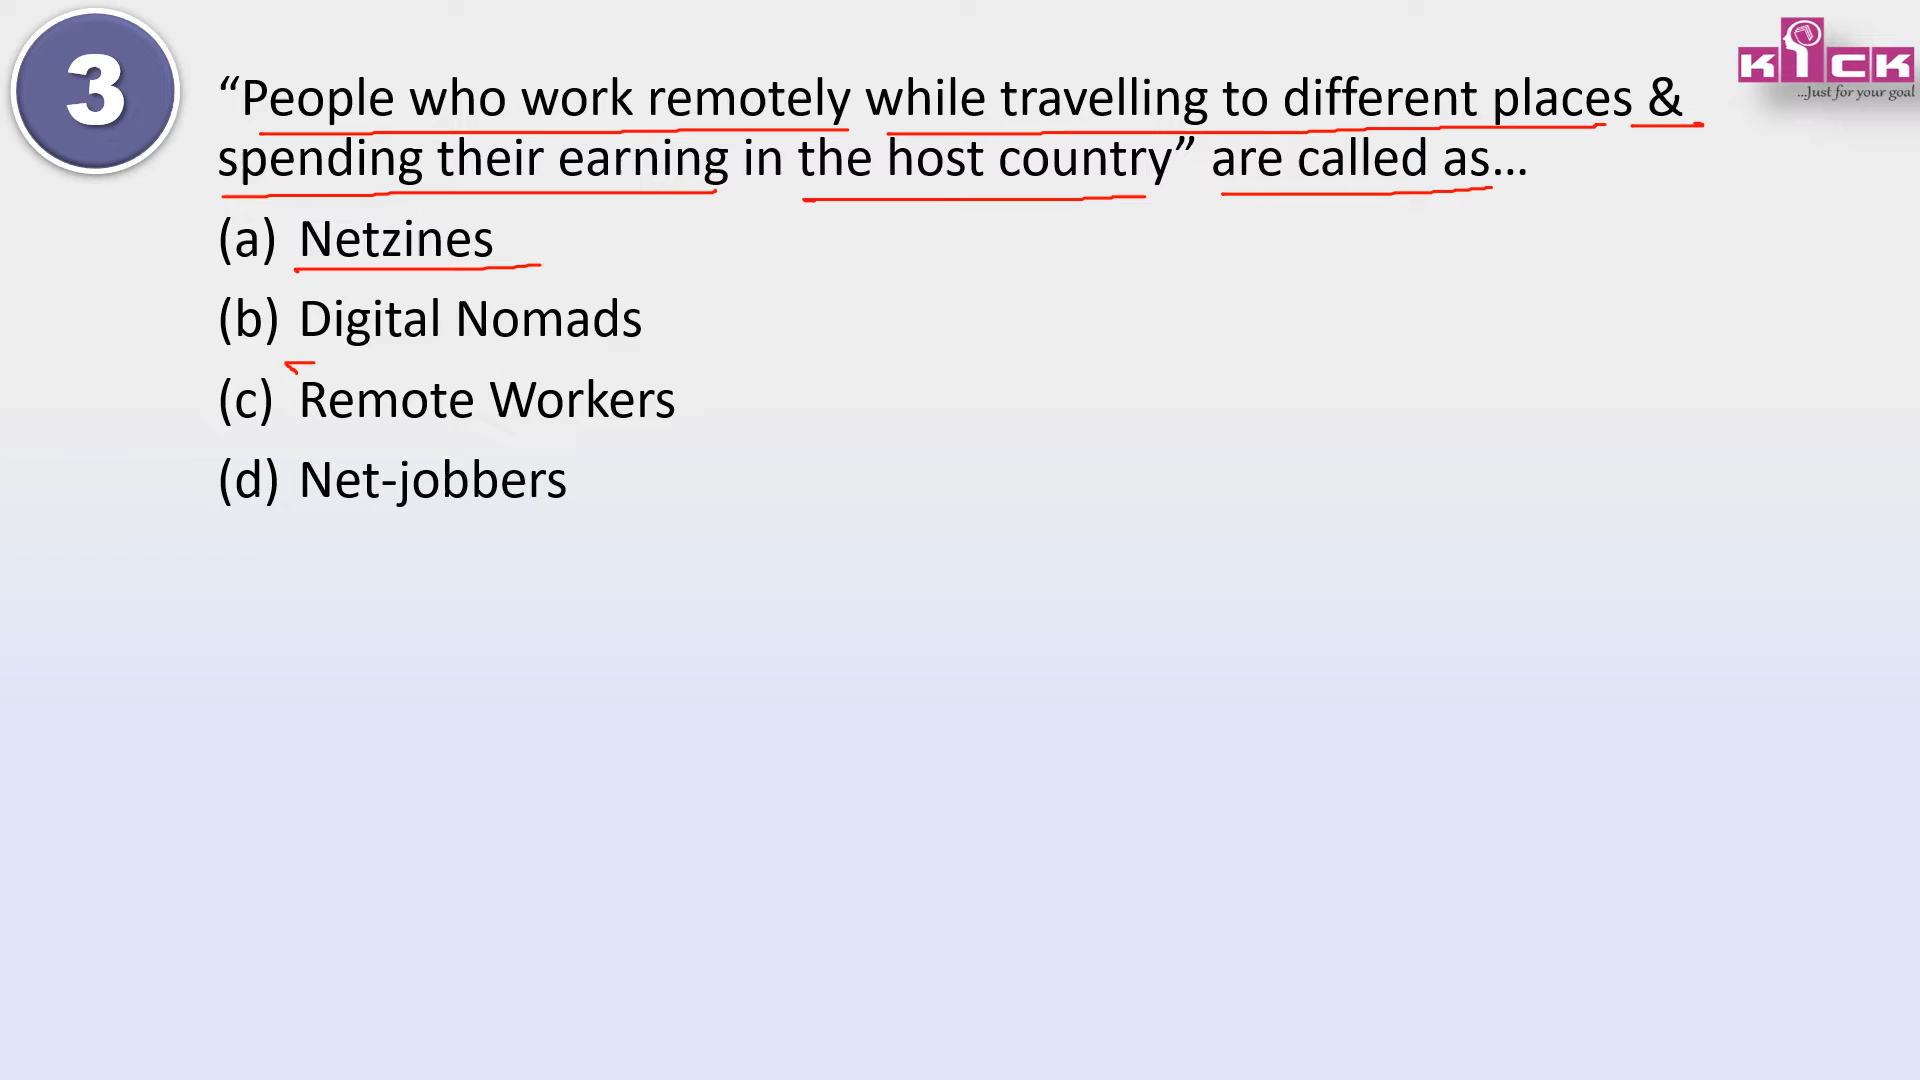 3
KICK
...Just for your goal
“People who work remotely while travelling to different places &
spending their earning in the host country” are called as...
(a) Netzines
(b) Digital Nomads
(c) Remote Workers
(d) Net-jobbers